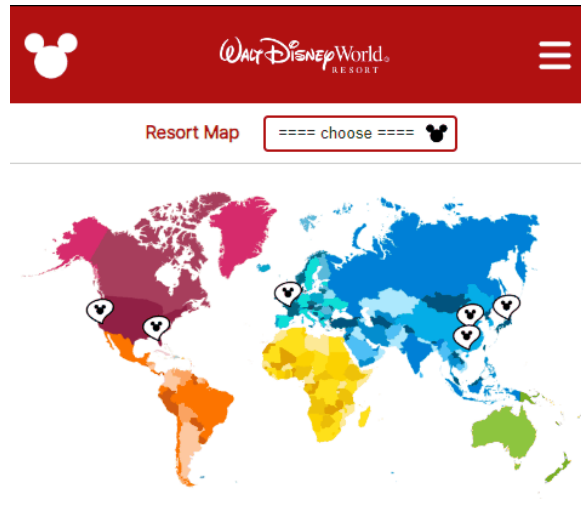 Walt Disney World
RESORT
Resort Map
==== choose ====